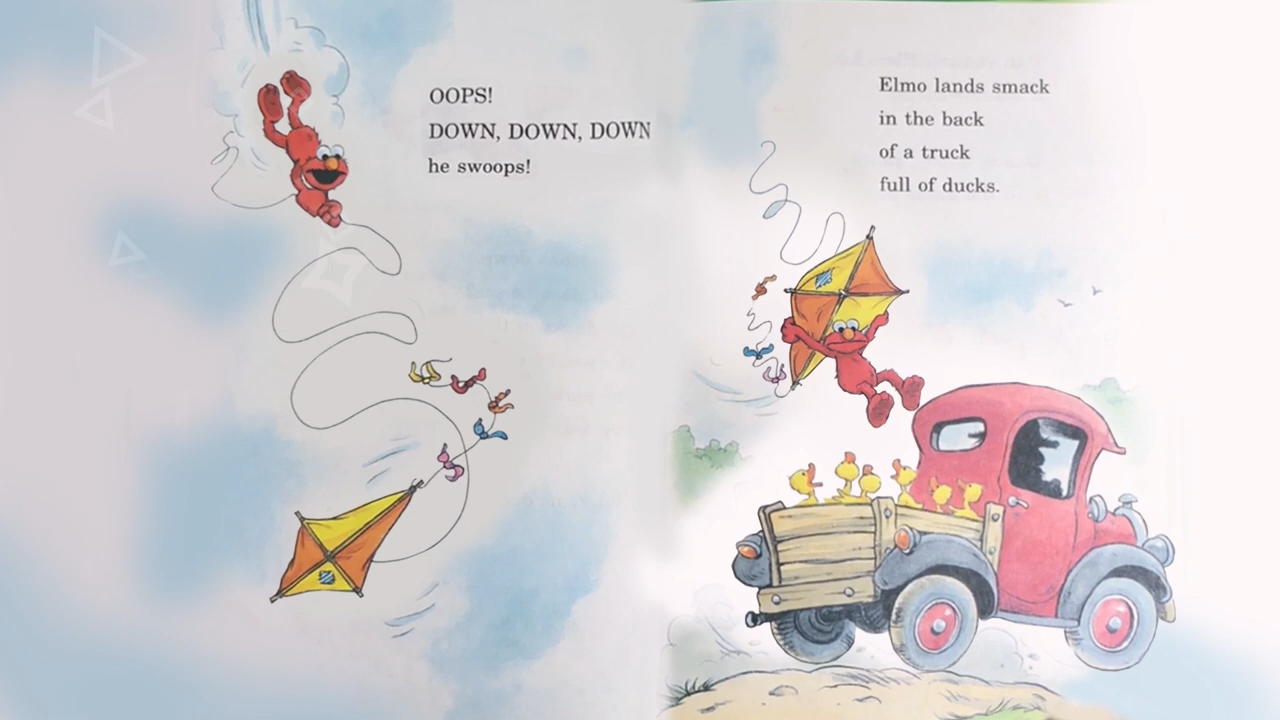 OOPS!
DOWN, DOWN, DOWN
he swoops!
Elmo lands smack
in the back
of a truck
full of ducks.